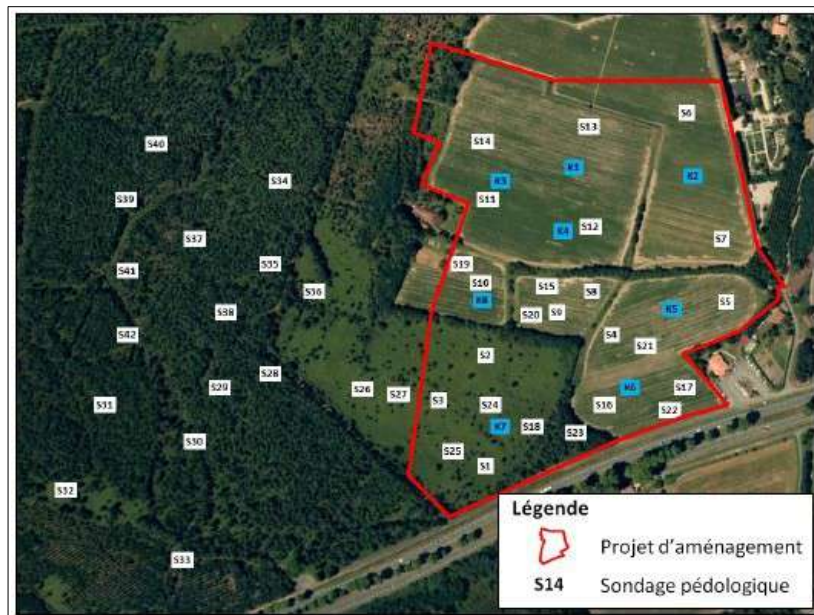 S6
S13
S14
S40
K1
K2
K3
S34
S39
S11
S12
K4
S37
S7
S19
S35
S41
S10
S15
S8
S36
K8
S5
K5
S38
S20
S9
S42
S4
S21
S2
S28
S29
S26
S27
K6
S17
S3
S24
S16
S31
S22
K7
S18
S23
S30
S25
S1
S32
Légende
Projet d'aménagement
S33
S14 Sondage pédologique